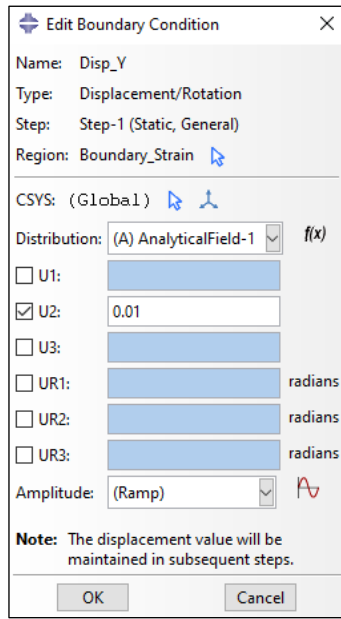 Edit Boundary Condition
Name: Disp_Y
Type: Displacement/Rotation
Step: Step-1 (Static, General)
Region: Boundary_Strain
CSYS: (Global)
Distribution: (A) AnalyticalField-1 f(x)
U1:
U2: 0.01
U3:
UR1: radians
UR2: radians
UR3: radians
Amplitude: (Ramp)
Note: The displacement value will be
maintained in subsequent steps.
OK Cancel